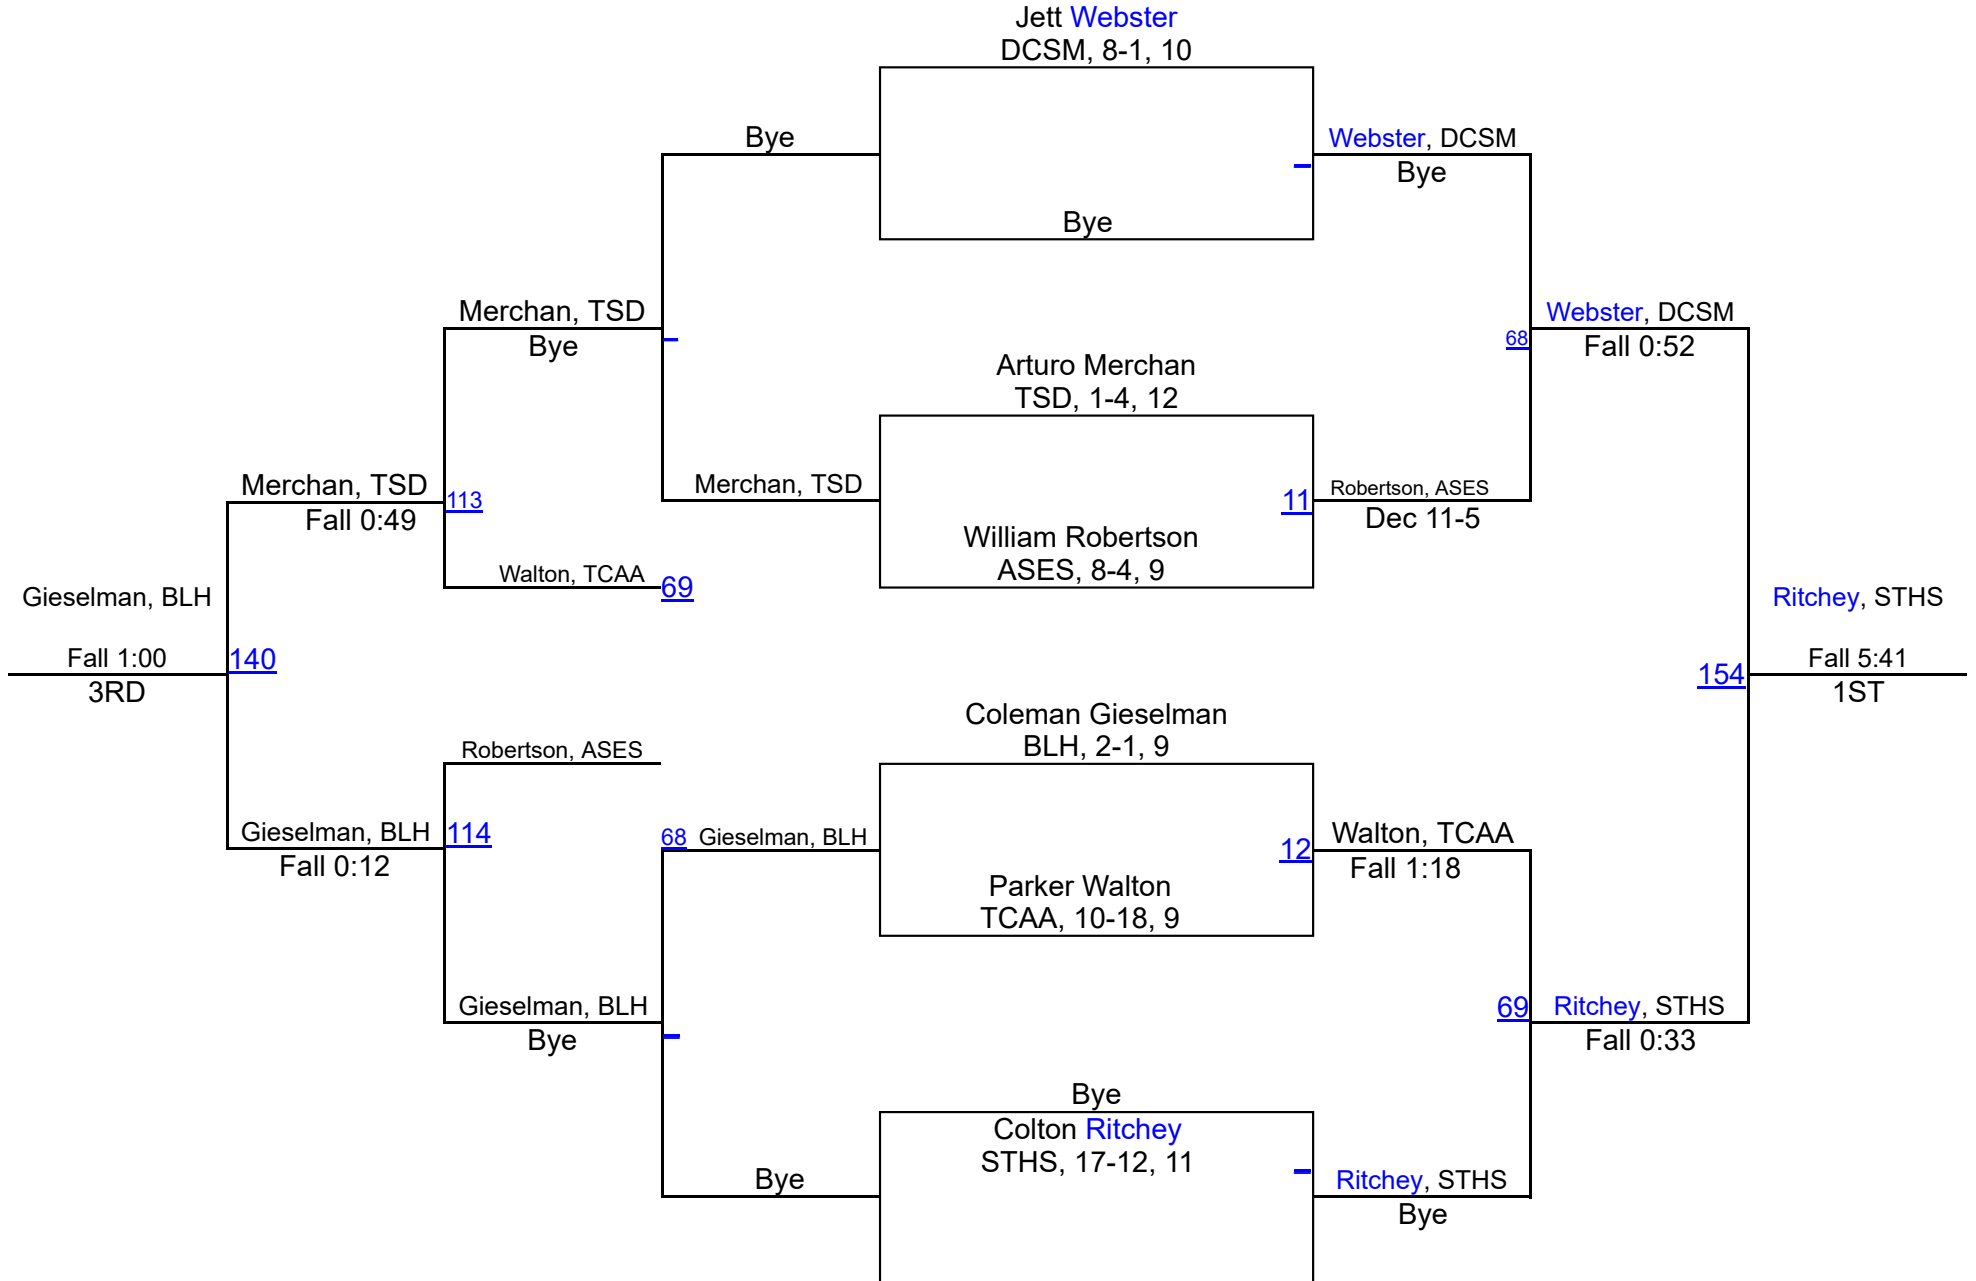 Jett Webster
DCSM, 8-1, 10
Bye
Webster, DCSM
Bye
Bye
Merchan, TSD
Bye
Webster, DCSM
68
Fall 0:52
Arturo Merchan
TSD, 1-4, 12
Merchan, TSD
113
Fall 0:49
Merchan, TSD
11
Robertson, ASES
Dec 11-5
William Robertson
ASES, 8-4, 9
Walton, TCAA
69
Gieselman, BLH
Ritchey, STHS
Fall 1:00
140
3RD
154
Fall 5:41
1ST
Coleman Gieselman
BLH, 2-1, 9
Robertson, ASES
Gieselman, BLH
114
Fall 0:12
68
Gieselman, BLH
12
Walton, TCAA
Fall 1:18
Parker Walton
TCAA, 10-18, 9
Gieselman, BLH
Bye
69
Ritchey, STHS
Fall 0:33
Bye
Colton Ritchey
STHS, 17-12, 11
Bye
Ritchey, STHS
Bye